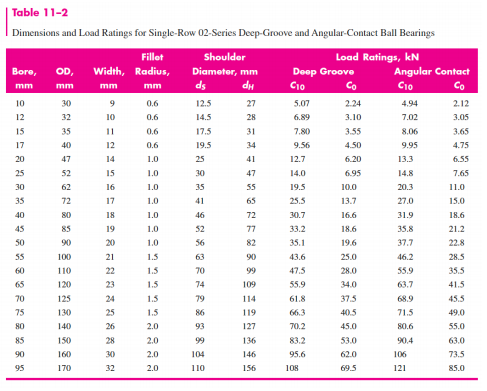 Table 11–2
Dimensions and Load Ratings for Single-Row 02-Series Deep-Groove and Angular-Contact Ball Bearings
Fillet Shoulder Load Ratings, kN
Bore, OD, Width, Radius, Diameter, mm Deep Groove Angular Contact
mm mm mm mm dS dH C10 C0 C10 C0
10 30 9 0.6 12.5 27 5.07 2.24 4.94 2.12
12 32 10 0.6 14.5 28 6.89 3.10 7.02 3.05
15 35 11 0.6 17.5 31 7.80 3.55 8.06 3.65
17 40 12 0.6 19.5 34 9.56 4.50 9.95 4.75
20 47 14 1.0 25 41 12.7 6.20 13.3 6.55
25 52 15 1.0 30 47 14.0 6.95 14.8 7.65
30 62 16 1.0 35 55 19.5 10.0 20.3 11.0
35 72 17 1.0 41 65 25.5 13.7 27.0 15.0
40 80 18 1.0 46 72 30.7 16.6 31.9 18.6
45 85 19 1.0 52 77 33.2 18.6 35.8 21.2
50 90 20 1.0 56 82 35.1 19.6 37.7 22.8
55 100 21 1.5 63 90 43.6 25.0 46.2 28.5
60 110 22 1.5 70 99 47.5 28.0 55.9 35.5
65 120 23 1.5 74 109 55.9 34.0 63.7 41.5
70 125 24 1.5 79 114 61.8 37.5 68.9 45.5
75 130 25 1.5 86 119 66.3 40.5 71.5 49.0
80 140 26 2.0 93 127 70.2 45.0 80.6 55.0
85 150 28 2.0 99 136 83.2 53.0 90.4 63.0
90 160 30 2.0 104 146 95.6 62.0 106 73.5
95 170 32 2.0 110 156 108 69.5 121 85.0